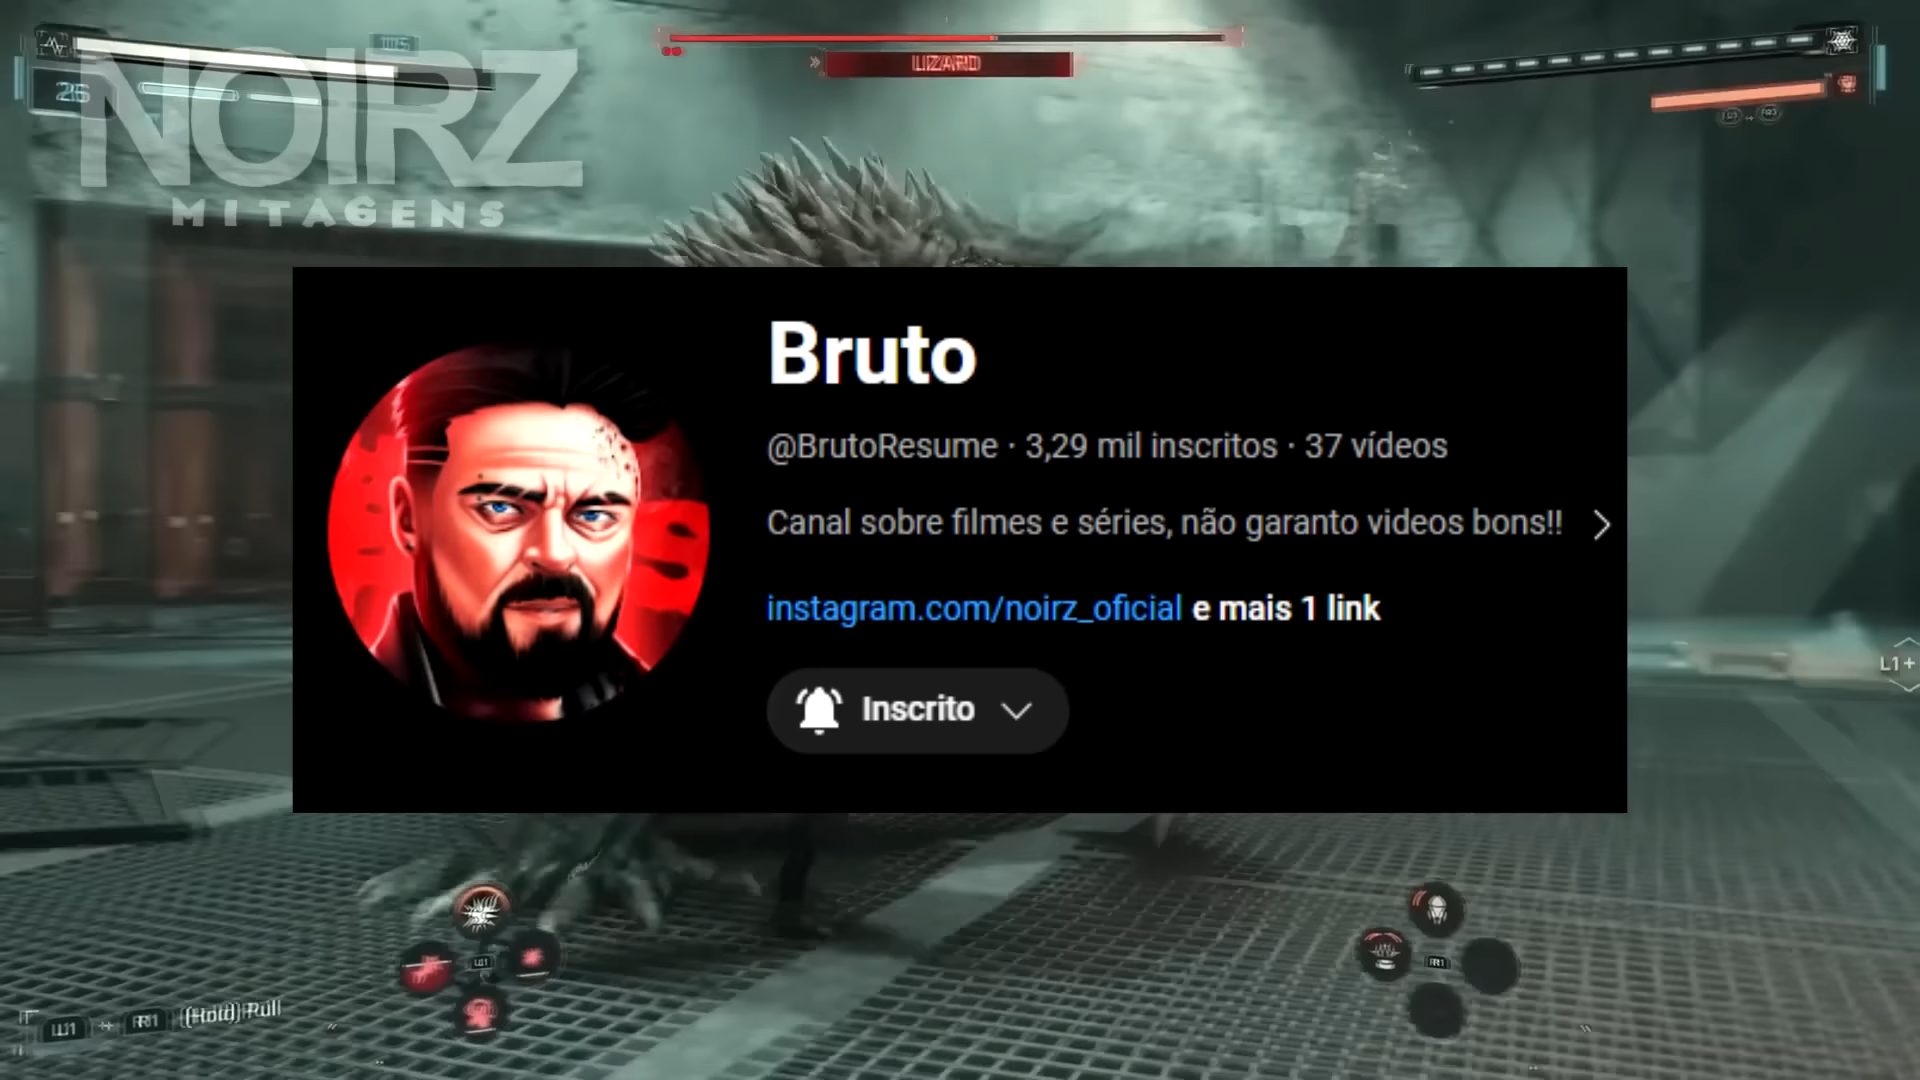 NOIRZ
MITAGENS
26
LIZARD
Bruto
@BrutoResume · 3,29 mil inscritos · 37 vídeos
Canal sobre filmes e séries, não garanto videos bons!!
instagram.com/noirz_oficial e mais 1 link
Inscrito
L1+
(Hold) Pull